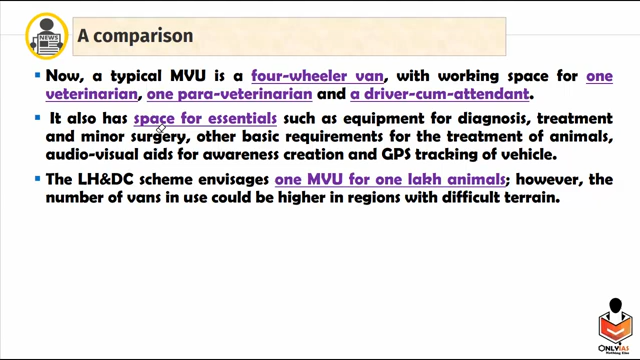 NEWS
A comparison
▪ Now, a typical MVU is a four-wheeler van, with working space for one
veterinarian, one para-veterinarian and a driver-cum-attendant.
▪ It also has space for essentials such as equipment for diagnosis, treatment
and minor surgery, other basic requirements for the treatment of animals,
audio-visual aids for awareness creation and GPS tracking of vehicle.
▪ The LH&DC scheme envisages one MVU for one lakh animals; however, the
number of vans in use could be higher in regions with difficult terrain.
ONLYIAS